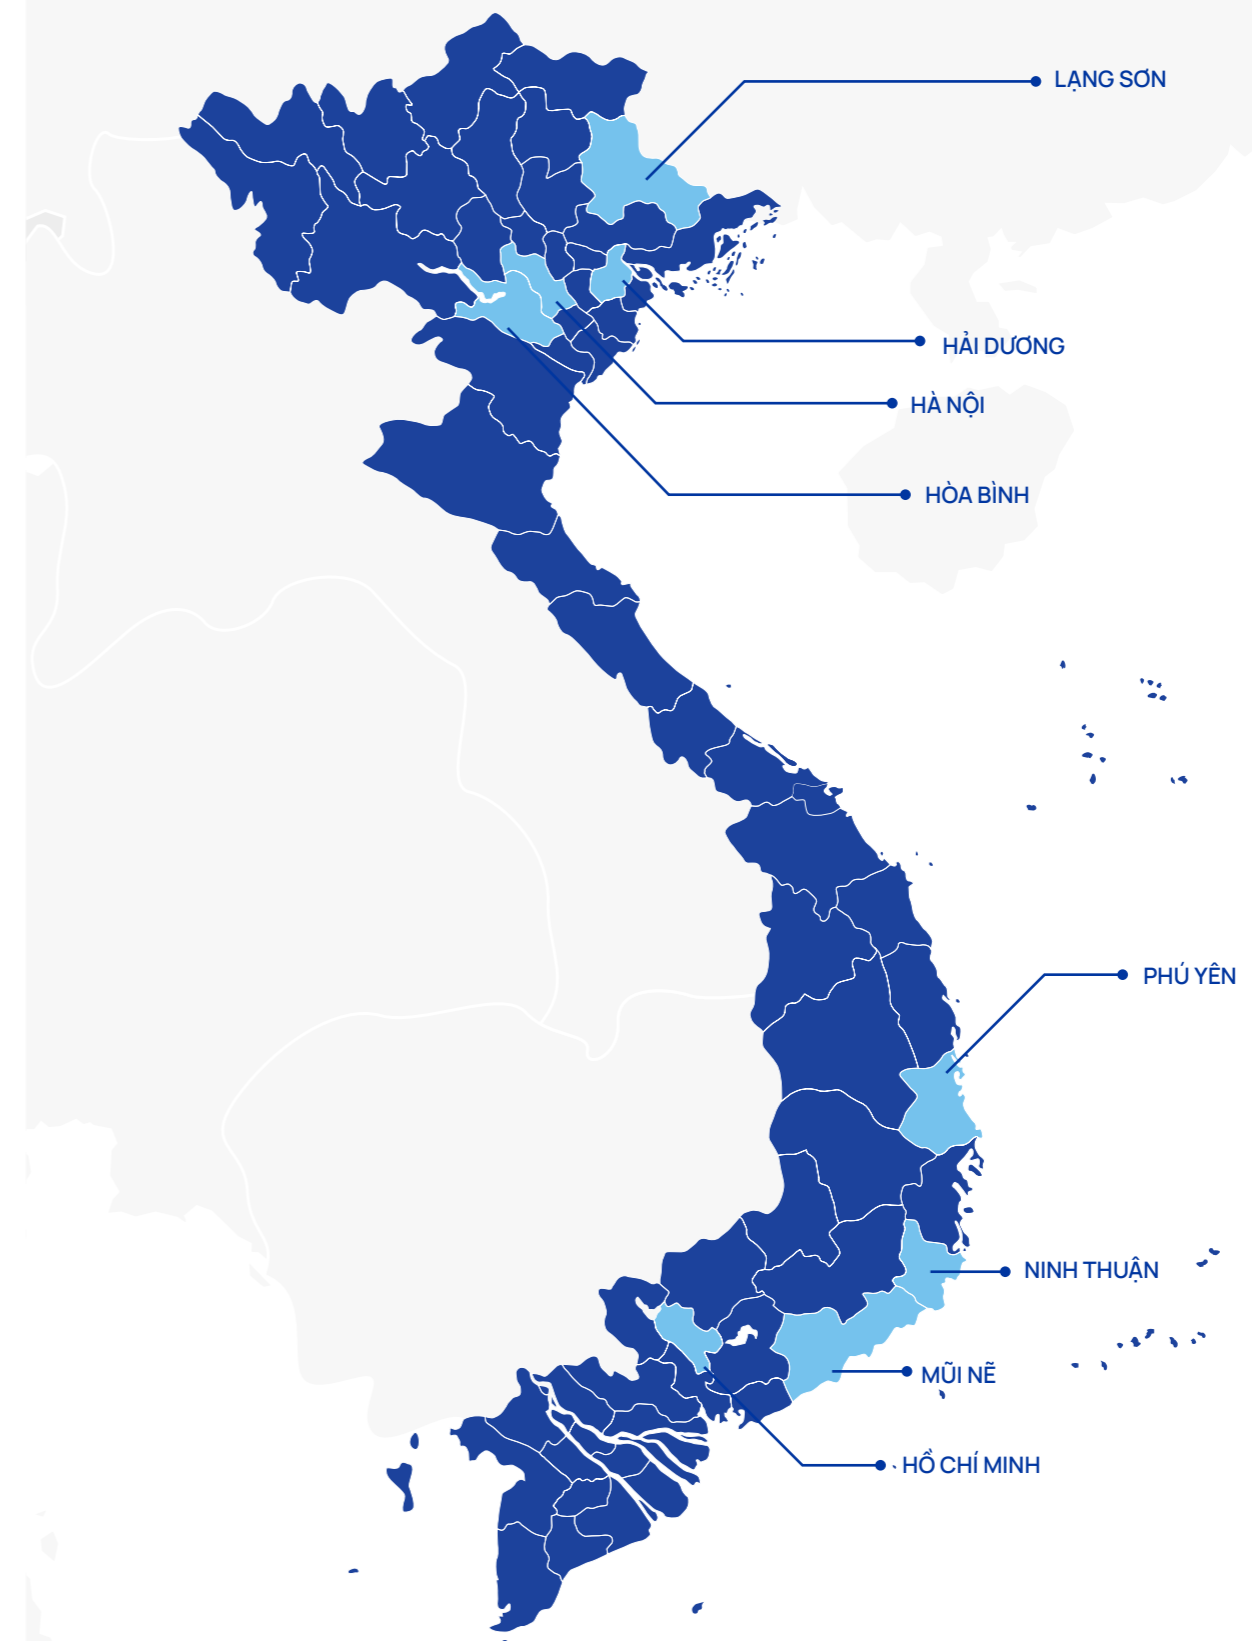 LẠNG SƠN
HẢI DƯƠNG
HÀ NỘI
HÒA BÌNH
PHÚ YÊN
NINH THUẬN
MŨI NẼ
HỒ CHÍ MINH